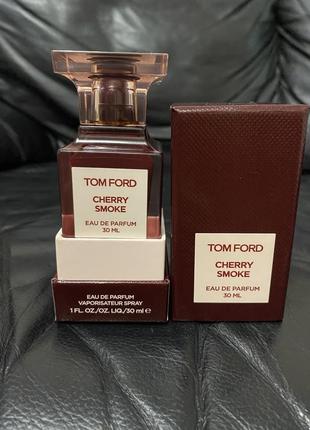 TOM FORD
CHERRY
SMOKE
EAU DE PARFUM
30 ML
EAU DE PARFUM
VAPORISATEUR SPRAY
1 FL. OZ./OZ. LIQ./30 ml ℮
TOM FORD
CHERRY
SMOKE
EAU DE PARFUM
30 ML